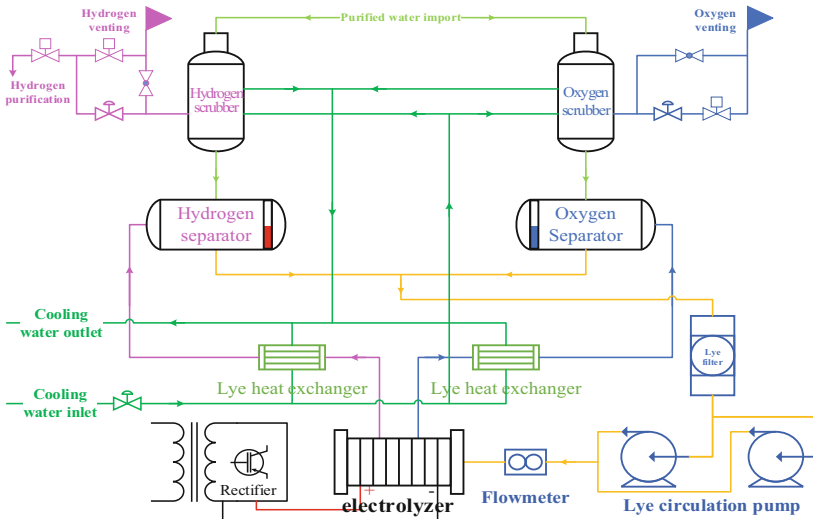 Hydrogen
venting
Purified water import
Oxygen
venting
Hydrogen
purification
Hydrogen
scrubber
Oxygen
scrubber
Hydrogen
separator
Oxygen
Separator
Cooling
water outlet
Lye
filter
Lye heat exchanger
Lye heat exchanger
Cooling
water inlet
Rectifier
+
-
electrolyzer
Flowmeter
Lye circulation pump